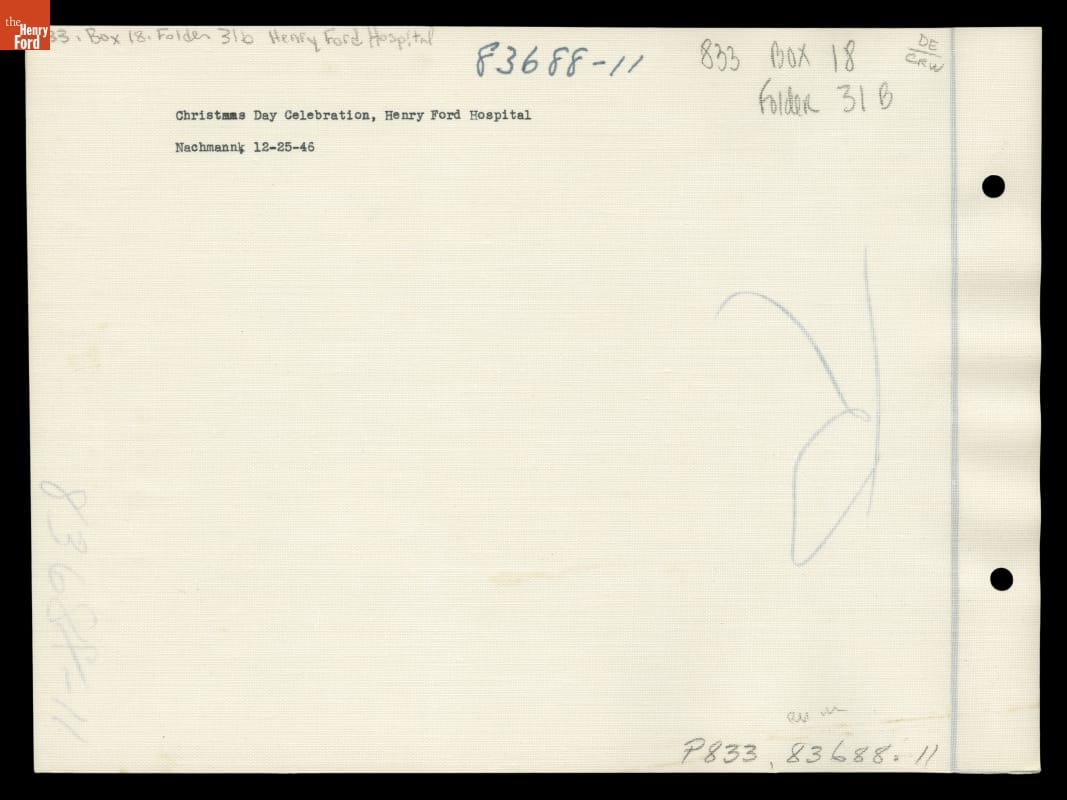 the
Henry
Ford
33. Box 18. Folder 31b Henry Ford Hospital
83688-11
833 Box 18
Folder 31 B
DE
CRW
Christmas Day Celebration, Henry Ford Hospital
Nachmann, 12-25-46
83688-11
P833, 83688.11